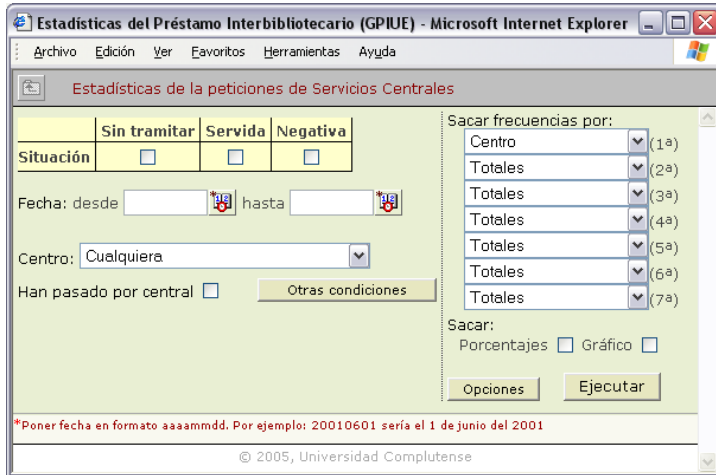 Estadísticas del Préstamo Interbibliotecario (GPIUE) - Microsoft Internet Explorer
Archivo Edición Ver Favoritos Herramientas Ayuda
Estadísticas de la peticiones de Servicios Centrales
Sin tramitar Servida Negativa
Situación
Fecha: desde * hasta *
Centro: Cualquiera
Han pasado por central Otras condiciones
Sacar frecuencias por:
Centro (1ª)
Totales (2ª)
Totales (3ª)
Totales (4ª)
Totales (5ª)
Totales (6ª)
Totales (7ª)
Sacar:
Porcentajes Gráfico
Opciones Ejecutar
*Poner fecha en formato aaaammdd. Por ejemplo: 20010601 sería el 1 de junio del 2001
© 2005, Universidad Complutense